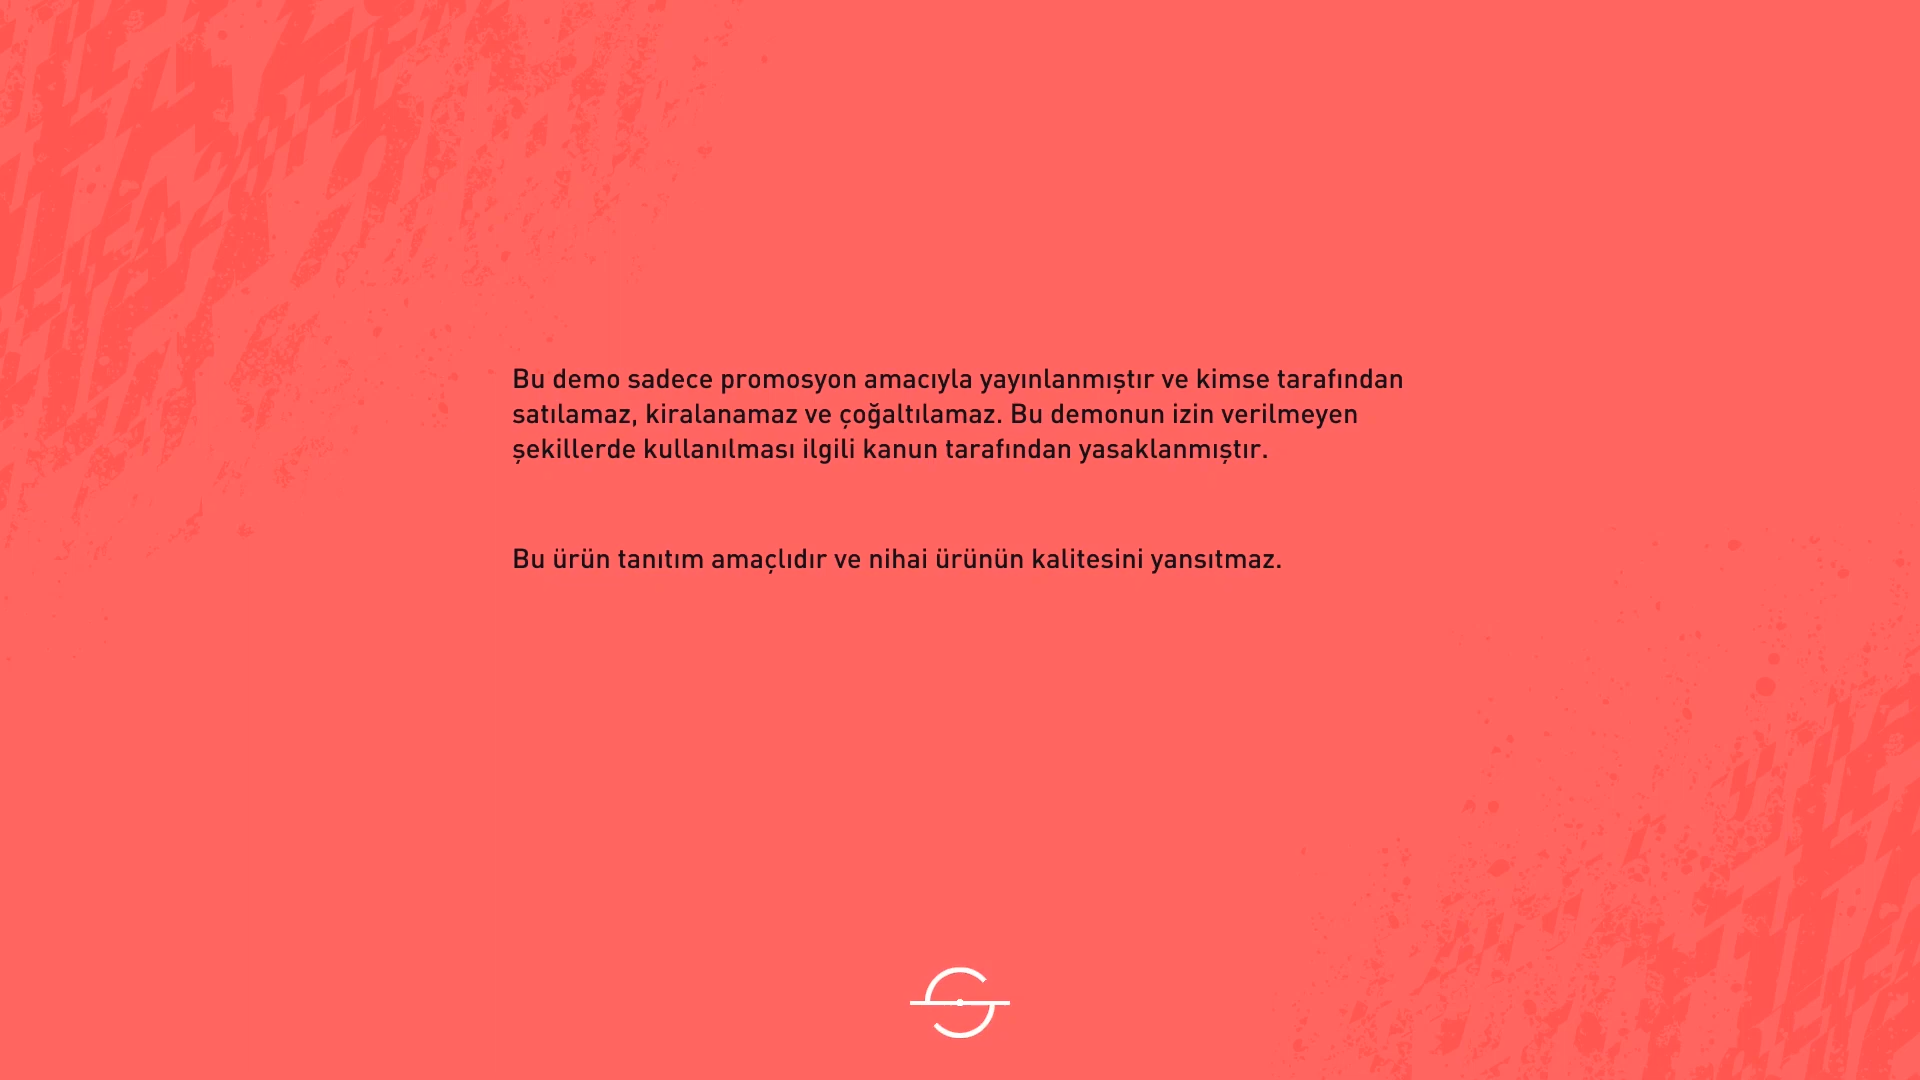 Bu demo sadece promosyon amacıyla yayınlanmıştır ve kimse tarafından
satılamaz, kiralanamaz ve çoğaltılamaz. Bu demonun izin verilmeyen
şekillerde kullanılması ilgili kanun tarafından yasaklanmıştır.
Bu ürün tanıtım amaçlıdır ve nihai ürünün kalitesini yansıtmaz.